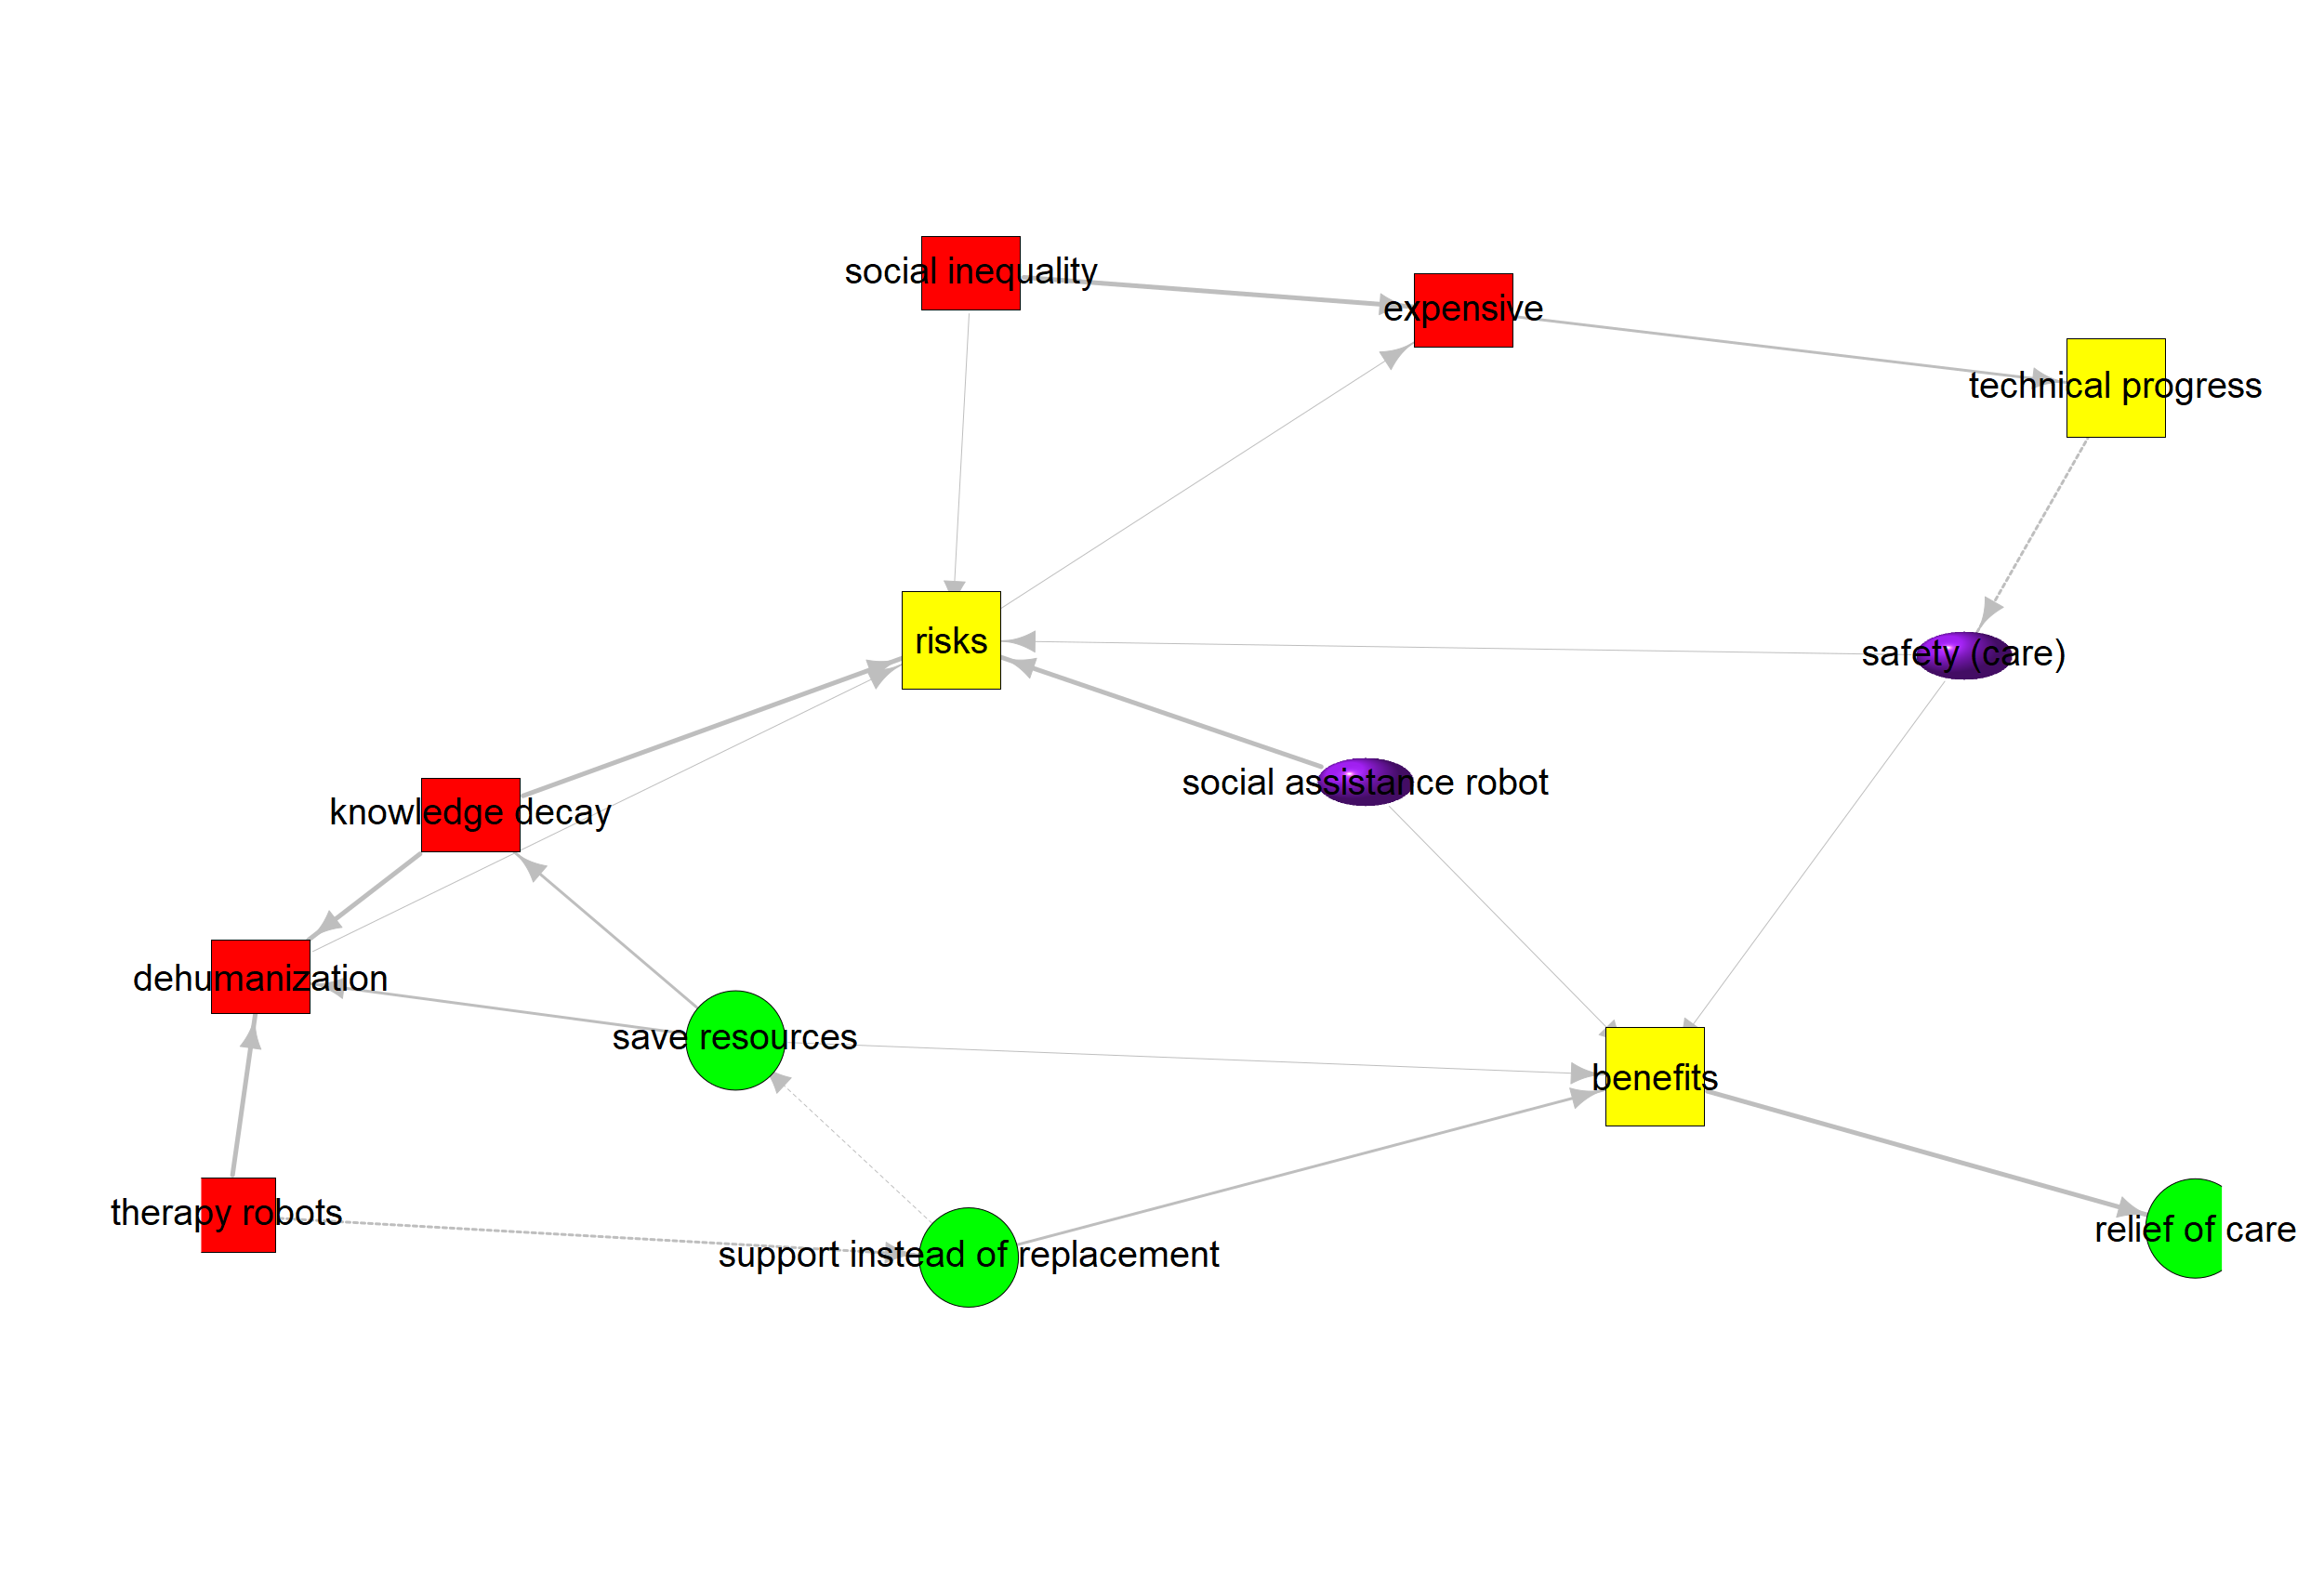 social inequality
expensive
technical progress
risks
safety (care)
social assistance robot
knowledge decay
dehumanization
save resources
benefits
therapy robots
relief of care
support instead of replacement